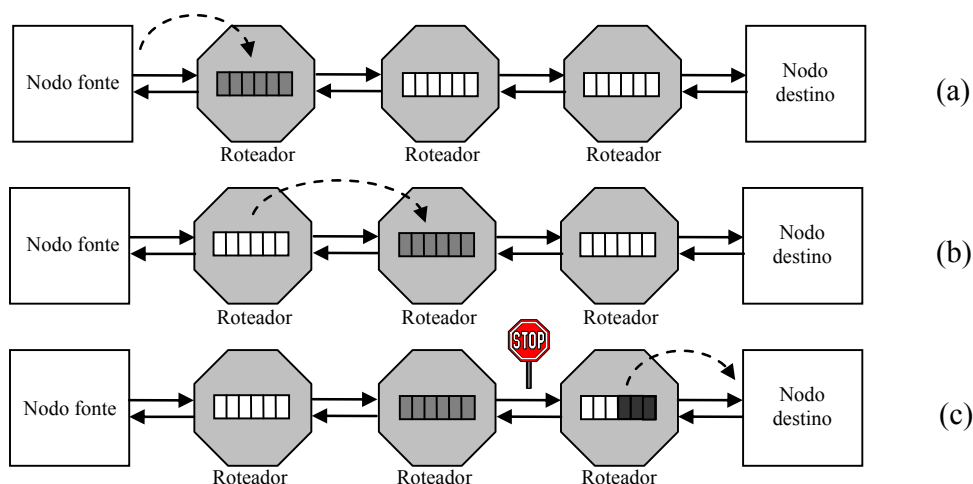 Nodo fonte
Nodo
destino
(a)
Roteador
Roteador
Roteador
Nodo fonte
Nodo
destino
(b)
Roteador
Roteador
Roteador
STOP
Nodo fonte
Nodo
destino
(c)
Roteador
Roteador
Roteador